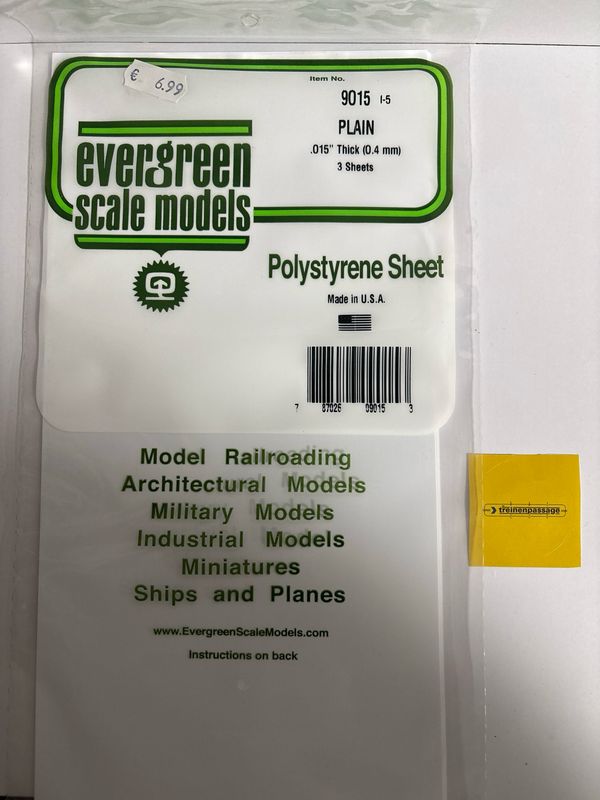 € 6.99
Item No.
9015 I-5
PLAIN
.015" Thick (0.4 mm)
3 Sheets
evergreen
scale models
Polystyrene Sheet
Made in U.S.A.
7 87026 09015 3
Model Railroading
Architectural Models
Military Models
Industrial Models
Miniatures
Ships and Planes
www.EvergreenScaleModels.com
Instructions on back
treinenpassage